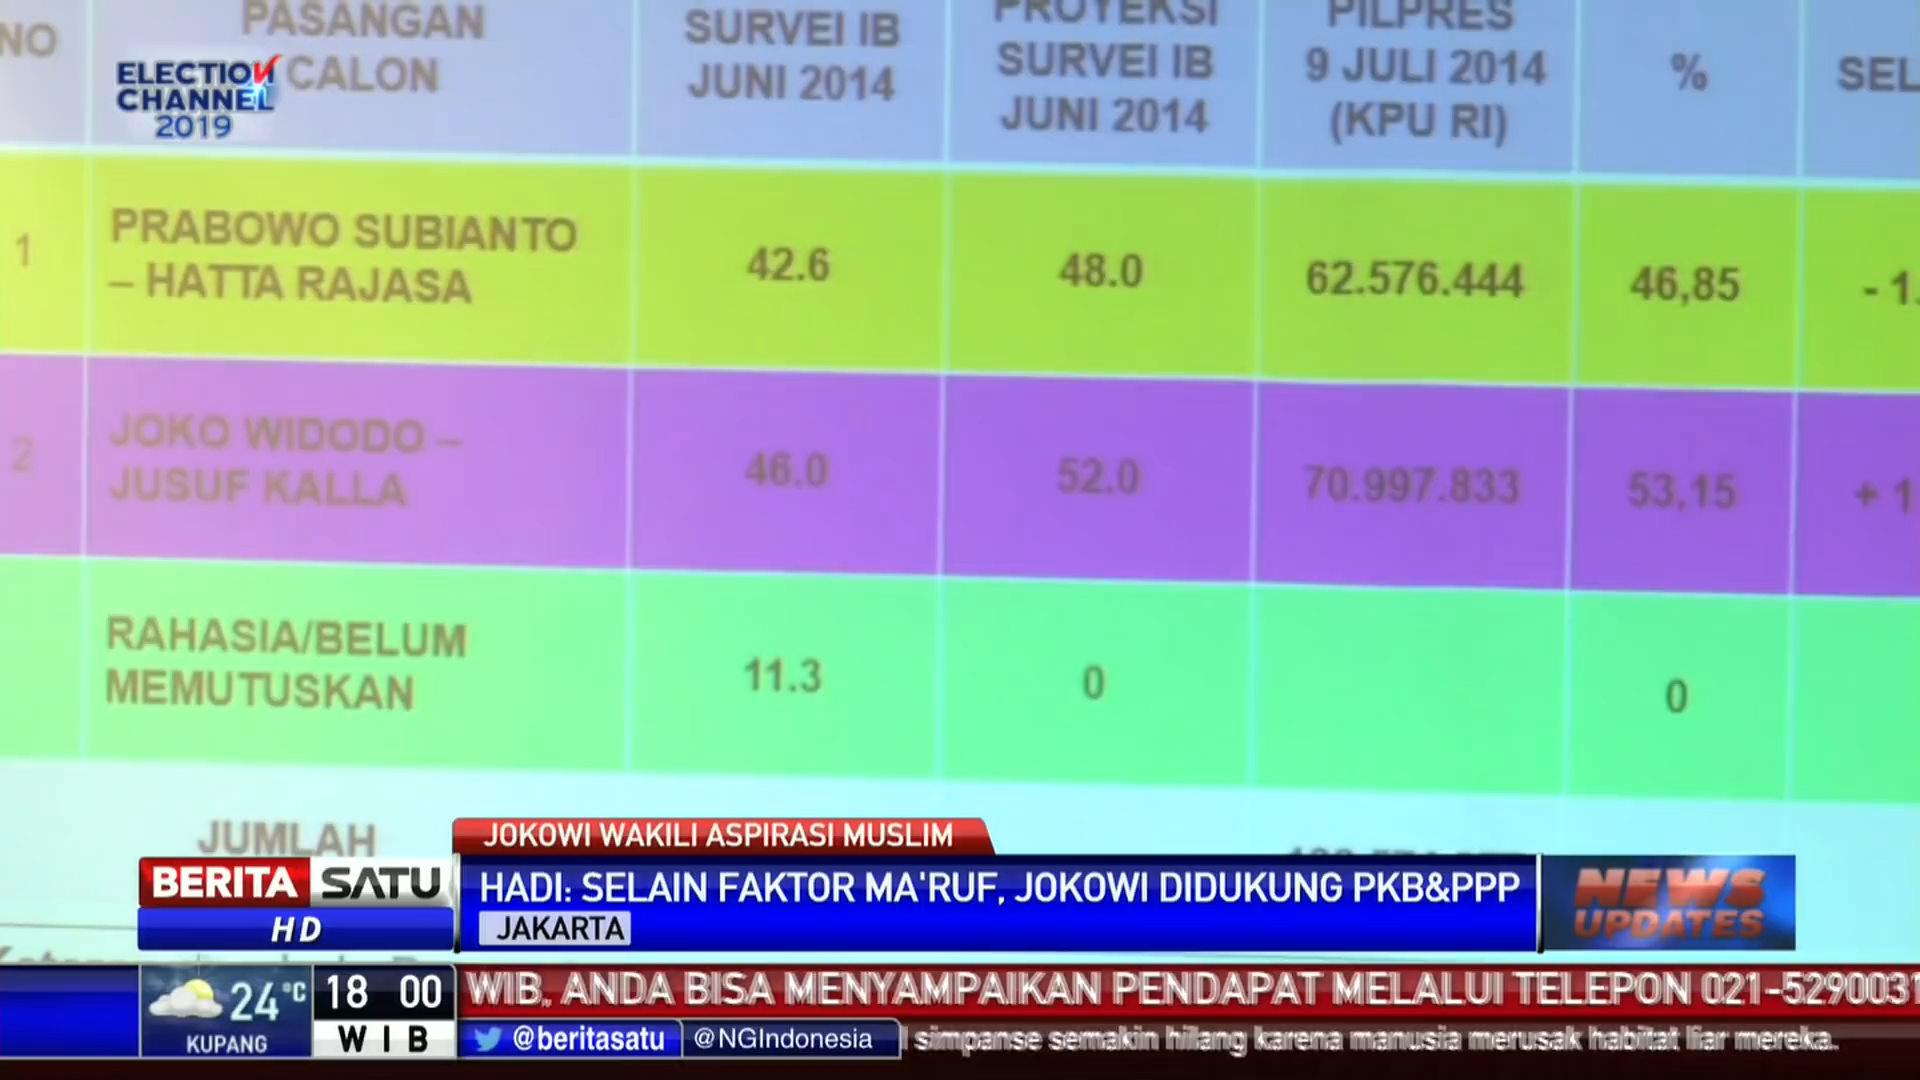 NO
PASANGAN
CALON
SURVEI IB
JUNI 2014
PROYEKSI
SURVEI IB
JUNI 2014
PILPRES
9 JULI 2014
(KPU RI)
%
SEL
ELECTION
CHANNEL
2019
1
PRABOWO SUBIANTO
– HATTA RAJASA
42.6
48.0
62.576.444
46,85
- 1.
2
JOKO WIDODO –
JUSUF KALLA
46.0
52.0
70.997.833
53,15
+ 1
RAHASIA/BELUM
MEMUTUSKAN
11.3
0
0
JUMLAH
JOKOWI WAKILI ASPIRASI MUSLIM
BERITA SATU
HD
HADI: SELAIN FAKTOR MA'RUF, JOKOWI DIDUKUNG PKB&PPP
JAKARTA
NEWS
UPDATES
24°C
KUPANG
18 00
WIB
WIB, ANDA BISA MENYAMPAIKAN PENDAPAT MELALUI TELEPON 021-5290031
@beritasatu
@NGIndonesia
simpanse semakin hilang karena manusia merusak habitat liar mereka.